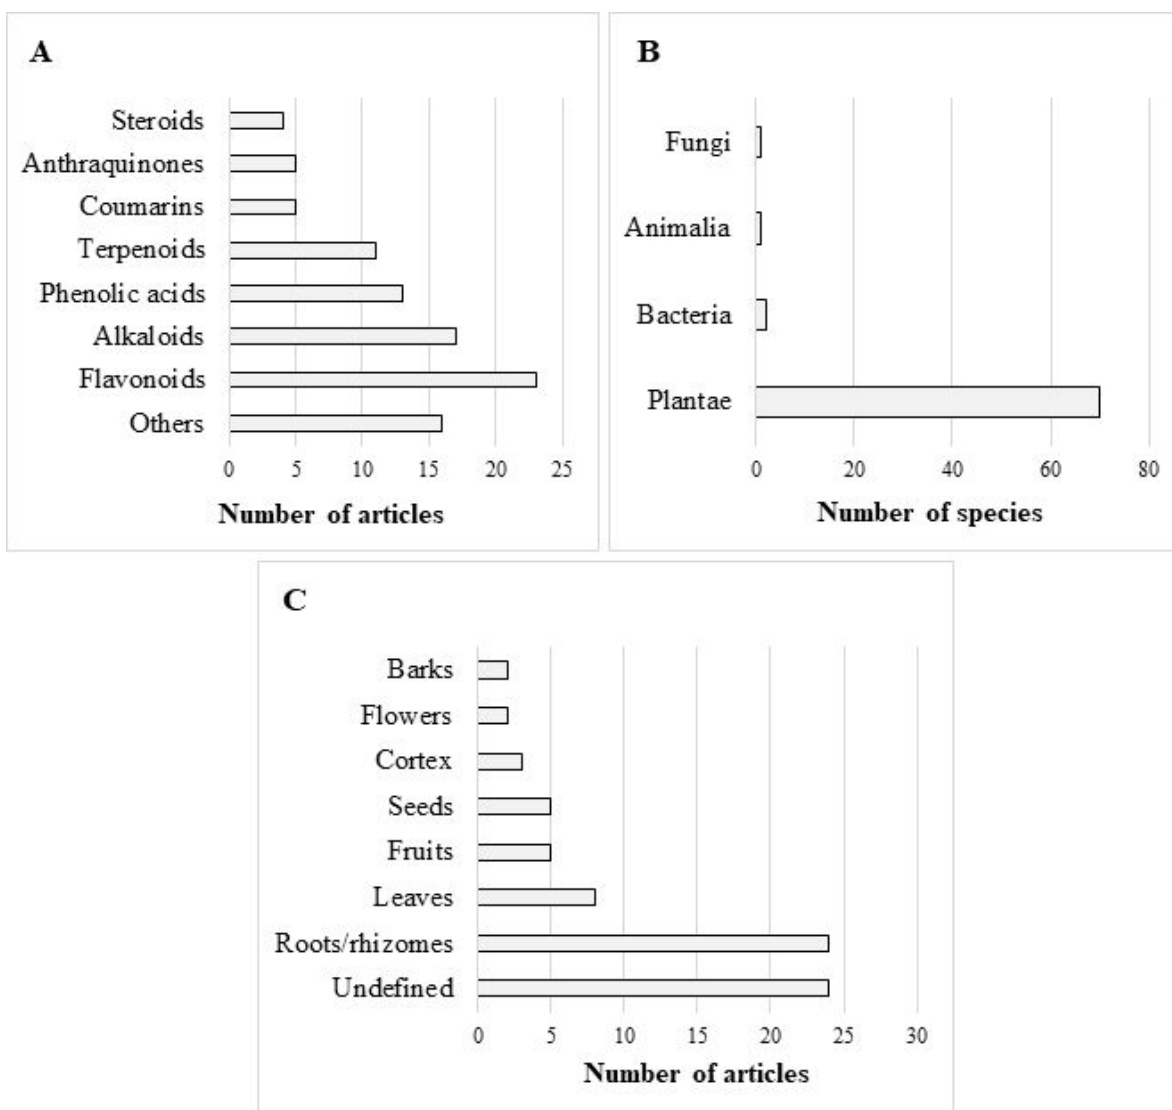 A
Steroids
Anthraquinones
Coumarins
Terpenoids
Phenolic acids
Alkaloids
Flavonoids
Others
0 5 10 15 20 25
Number of articles
B
Fungi
Animalia
Bacteria
Plantae
0 20 40 60 80
Number of species
C
Barks
Flowers
Cortex
Seeds
Fruits
Leaves
Roots/rhizomes
Undefined
0 5 10 15 20 25 30
Number of articles